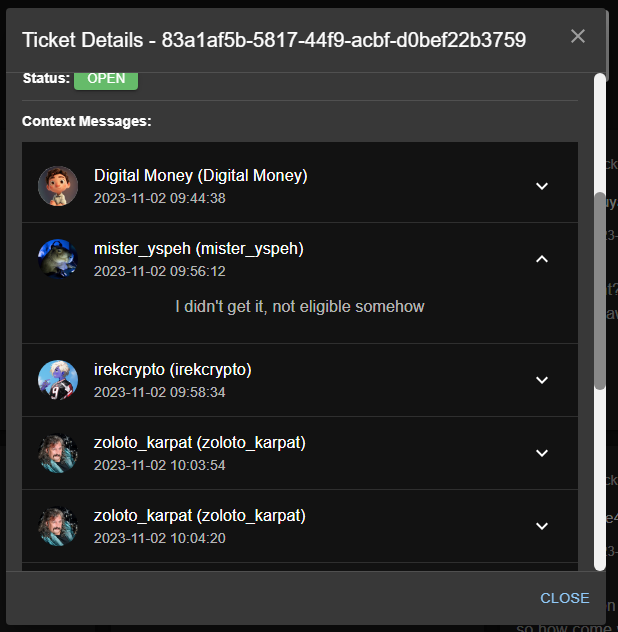 Ticket Details - 83a1af5b-5817-44f9-acbf-d0bef22b3759
Status: OPEN
Context Messages:
Digital Money (Digital Money)
2023-11-02 09:44:38
mister_yspeh (mister_yspeh)
2023-11-02 09:56:12
I didn't get it, not eligible somehow
irekcrypto (irekcrypto)
2023-11-02 09:58:34
zoloto_karpat (zoloto_karpat)
2023-11-02 10:03:54
zoloto_karpat (zoloto_karpat)
2023-11-02 10:04:20
CLOSE